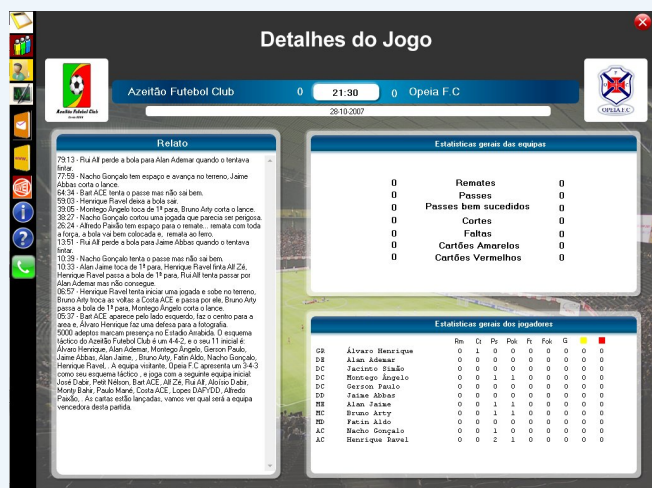 Detalhes do Jogo
Azeitão Futebol Club 0 21:30 0 Opeia F.C
28-10-2007
Azeitão Futebol Club
OPEIA F.C
Relato
79:13 - Rui Alf perde a bola para Alan Ademar quando o tentava
fintar.
77:59 - Nacho Gonçalo tem espaço e avança no terreno, Jaime
Abbas corta o lance.
64:34 - Bart ACE tenta o passe mas não sai bem.
59:03 - Henrique Ravel deixa a bola sair.
39:05 - Montego Ângelo toca de 1ª para, Bruno Arty corta o lance.
38:27 - Nacho Gonçalo cortou uma jogada que parecia ser perigosa.
26:24 - Alfredo Paixão tem espaço para o remate... remata com toda
a força, a bola vai bem colocada e, remata ao ferro.
13:51 - Rui Alf perde a bola para Jaime Abbas quando o tentava
fintar.
10:39 - Nacho Gonçalo tenta o passe mas não sai bem.
10:33 - Alan Jaime toca de 1ª para, Henrique Ravel finta Alf Zé,
Henrique Ravel passa a bola de 1ª para, Rui Alf tenta passar por
Alan Ademar mas não consegue.
06:57 - Henrique Ravel tenta iniciar uma jogada e sobe no terreno,
Bruno Arty troca as voltas a Costa ACE e passa por ele, Bruno Arty
passa a bola de 1ª para, Montego Ângelo corta o lance.
05:37 - Bart ACE aparece pelo lado esquerdo, faz o centro para a
area e, Álvaro Henrique faz uma defesa para a fotografia.
5000 adeptos marcam presença no Estadio Arrabida. O esquema
táctico do Azeitão Futebol Club é um 4-4-2, e o seu 11 inicial é:
Álvaro Henrique, Alan Ademar, Montego Ângelo, Gerson Paulo,
Jaime Abbas, Alan Jaime, , Bruno Arty, Fatin Aldo, Nacho Gonçalo,
Henrique Ravel, . A equipa visitante, Opeia F.C apresenta um 3-4-3
como seu esquema táctico , e joga com a seguinte equipa inicial:
José Dabir, Petit Nélson, Bart ACE, Alf Zé, Rui Alf, Aloísio Dabir,
Monty Bahir, Paulo Mané, Costa ACE, Lopes DAFYDD, Alfredo
Paixão, . As cartas estão lançadas, vamos ver qual será a equipa
vencedora desta partida.
Estatísticas gerais das equipas
0 Remates 0
0 Passes 0
0 Passes bem sucedidos 0
0 Cortes 0
0 Faltas 0
0 Cartões Amarelos 0
0 Cartões Vermelhos 0
Estatísticas gerais dos jogadores
Rm Ct Ps Pok Ft Fok G
GR Álvaro Henrique 0 1 0 0 0 0 0 0 0
DE Alan Ademar 0 0 0 0 0 0 0 0 0
DC Jacinto Simão 0 0 0 0 0 0 0 0 0
DC Montego Ângelo 0 0 1 1 0 0 0 0 0
DC Gerson Paulo 0 0 0 0 0 0 0 0 0
DD Jaime Abbas 0 0 0 0 0 0 0 0 0
ME Alan Jaime 0 0 1 1 0 0 0 0 0
MC Bruno Arty 0 0 1 1 0 0 0 0 0
MD Fatin Aldo 0 0 0 0 0 0 0 0 0
AC Nacho Gonçalo 0 0 1 0 0 0 0 0 0
AC Henrique Ravel 0 0 2 1 0 0 0 0 0